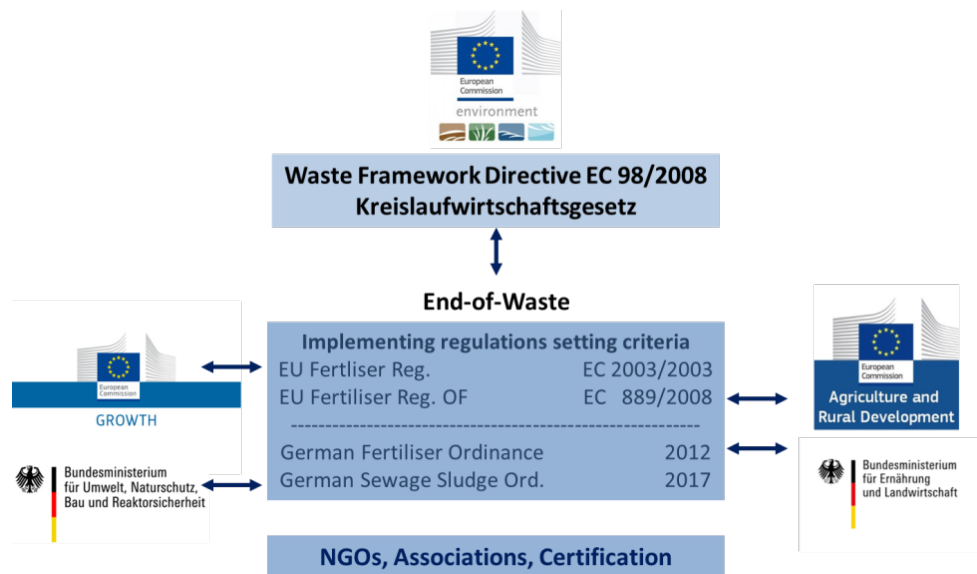 European
Commission
environment
Waste Framework Directive EC 98/2008
Kreislaufwirtschaftsgesetz
End-of-Waste
Implementing regulations setting criteria
EU Fertliser Reg. EC 2003/2003
EU Fertiliser Reg. OF EC 889/2008
German Fertiliser Ordinance 2012
German Sewage Sludge Ord. 2017
European
Commission
GROWTH
Bundesministerium
für Umwelt, Naturschutz,
Bau und Reaktorsicherheit
European
Commission
Agriculture and
Rural Development
Bundesministerium
für Ernährung
und Landwirtschaft
NGOs, Associations, Certification